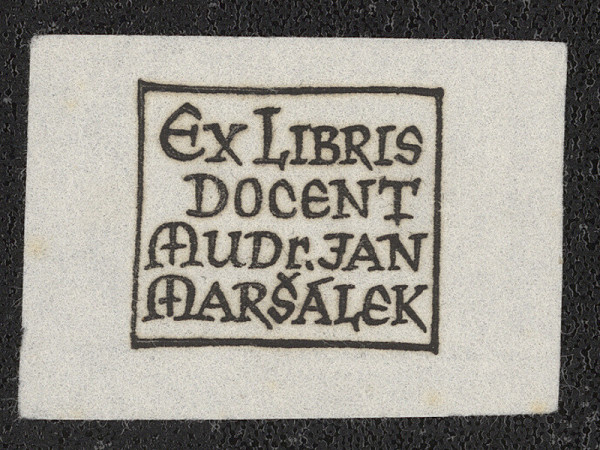 Ex Libris
DOCENT
MUDr. JAN
MARŠÁLEK